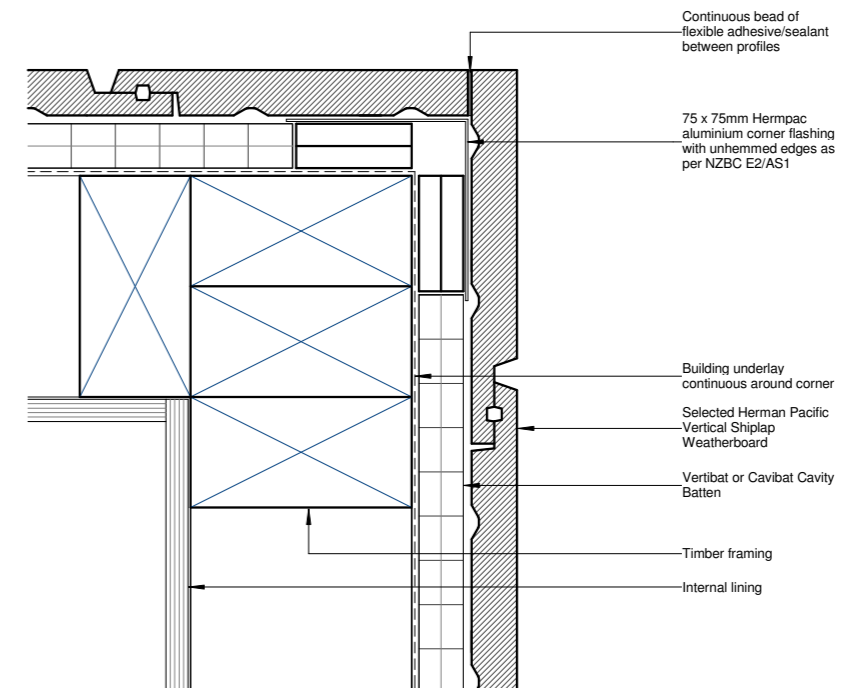 Continuous bead of
flexible adhesive/sealant
between profiles
75 x 75mm Hermpac
aluminium corner flashing
with unhemmed edges as
per NZBC E2/AS1
Building underlay
continuous around corner
Selected Herman Pacific
Vertical Shiplap
Weatherboard
Vertibat or Cavibat Cavity
Batten
Timber framing
Internal lining